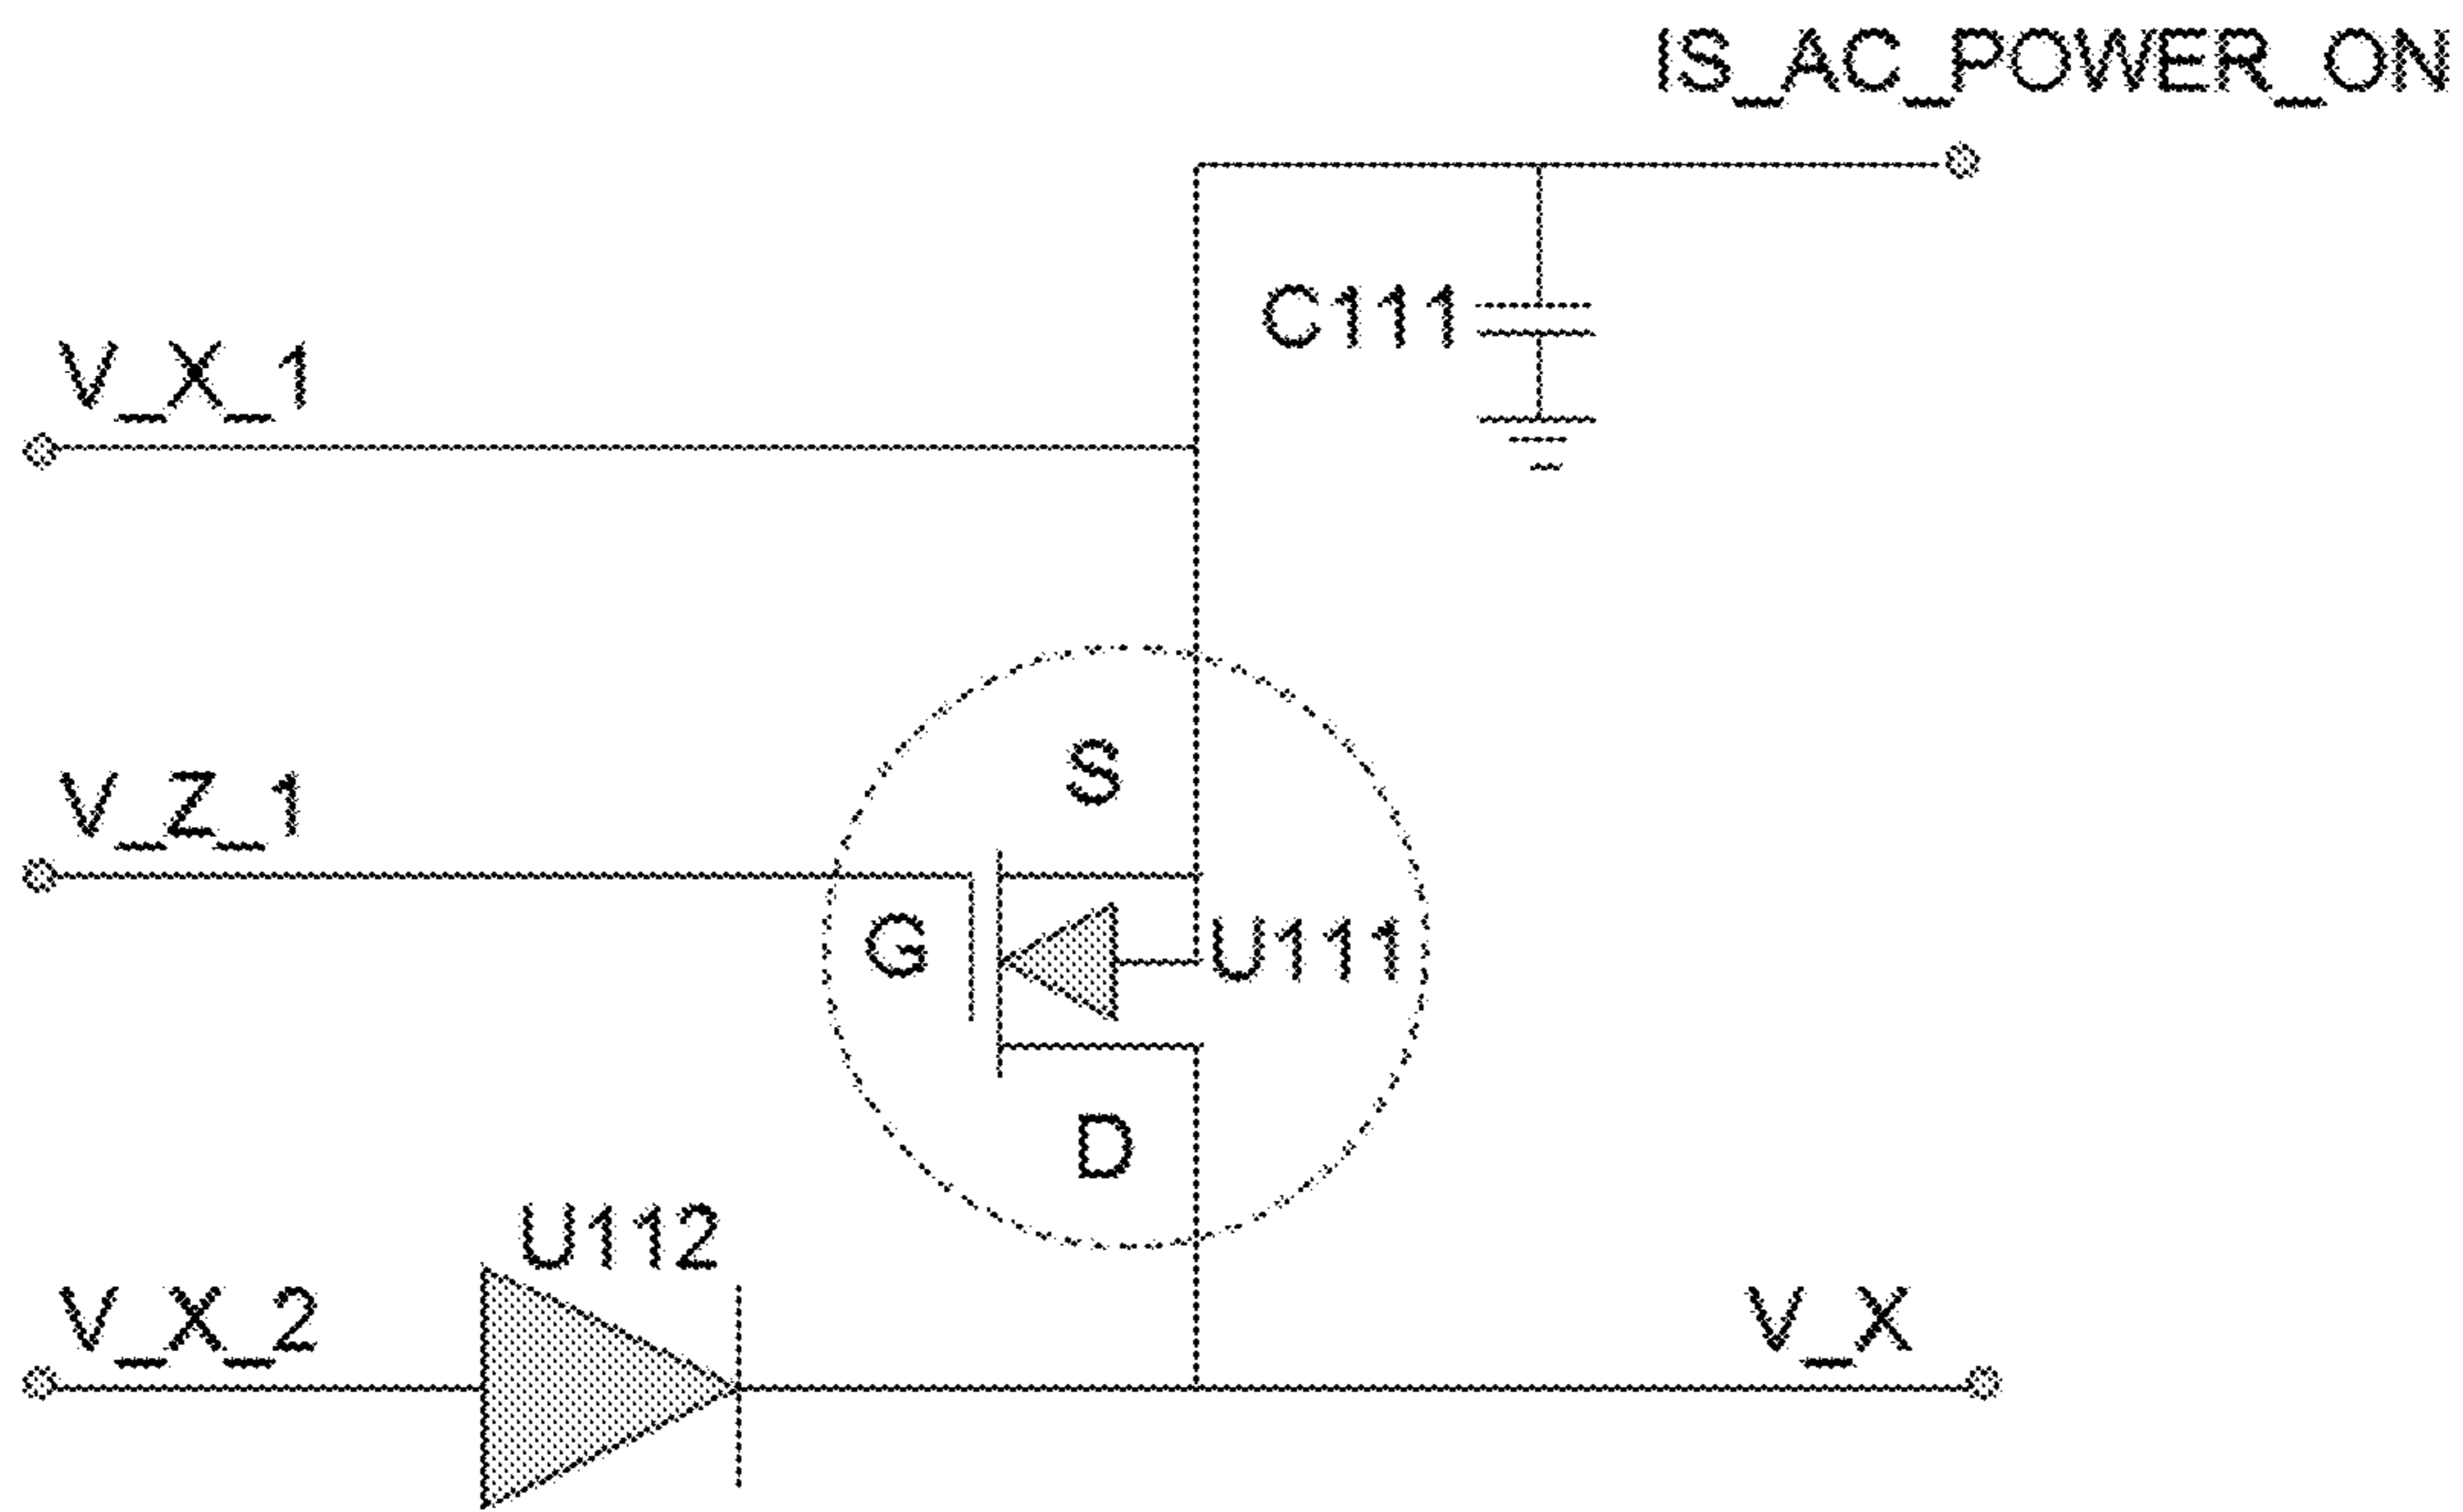 IS_AC_POWER_ON
C111
V_X_1
V_Z_1
S
G
U111
D
U112
V_X_2
V_X